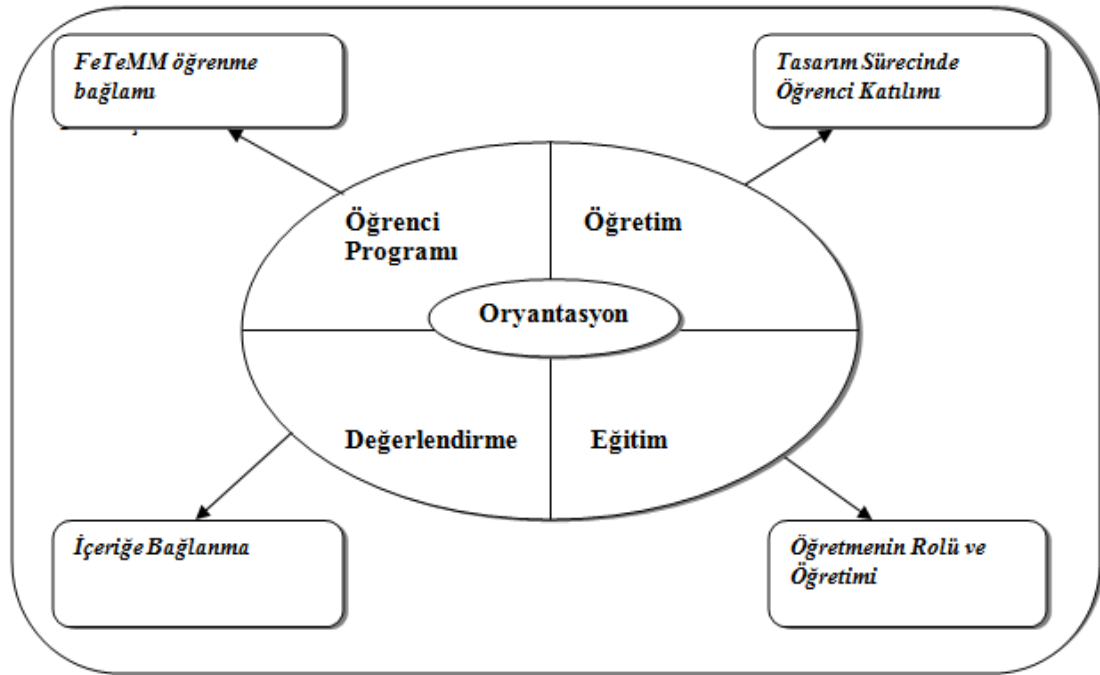 FeTeMM öğrenme
bağlamı
Tasarım Sürecinde
Öğrenci Katılımı
Öğrenci
Programı
Öğretim
Oryantasyon
Değerlendirme
Eğitim
İçeriğe Bağlanma
Öğretmenin Rolü ve
Öğretimi